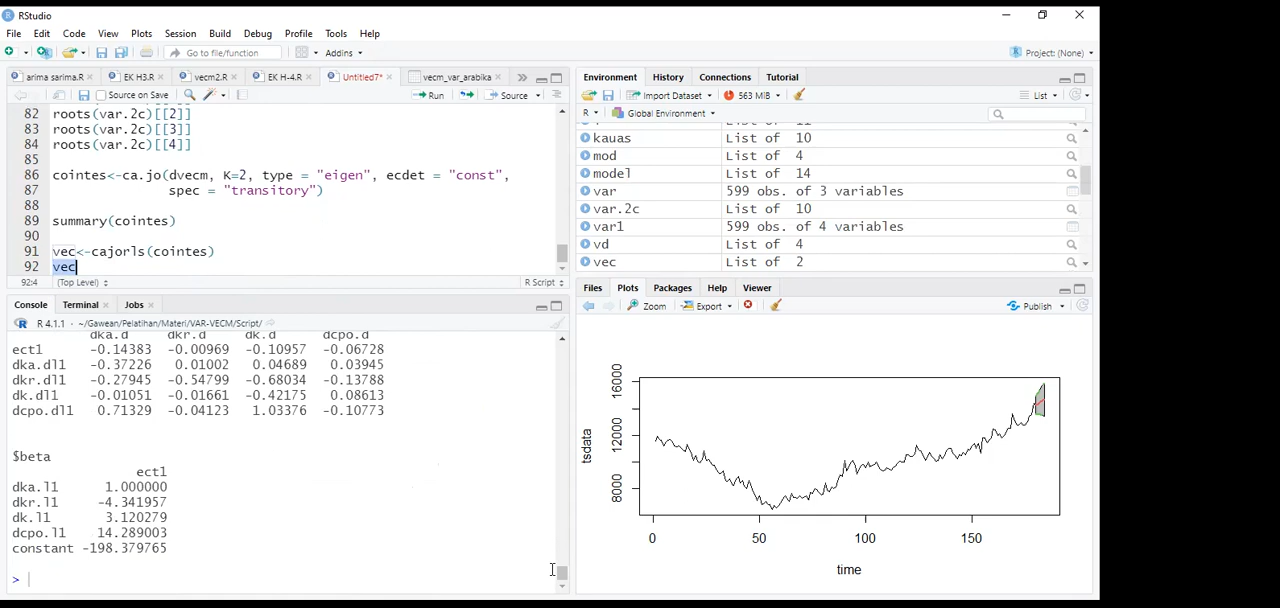 RStudio
File Edit Code View Plots Session Build Debug Profile Tools Help
Go to file/function Addins Project: (None)
arima sarima.R EK H3.R vecm2.R EK H-4.R Untitled7* vecm_var_arabika
Source on Save Run Source
82 roots(var.2c)[[2]]
83 roots(var.2c)[[3]]
84 roots(var.2c)[[4]]
85
86 cointes<-ca.jo(dvecm, K=2, type = "eigen", ecdet = "const",
87 spec = "transitory")
88
89 summary(cointes)
90
91 vec<-cajorls(cointes)
92 vec
92:4 (Top Level) R Script
Console Terminal Jobs
R 4.1.1 · ~/Gawean/Pelatihan/Materi/VAR-VECM/Script/
dka.d dkr.d dk.d dcpo.d
ect1 -0.14383 -0.00969 -0.10957 -0.06728
dka.dl1 -0.37226 0.01002 0.04689 0.03945
dkr.dl1 -0.27945 -0.54799 -0.68034 -0.13788
dk.dl1 -0.01051 -0.01661 -0.42175 0.08613
dcpo.dl1 0.71329 -0.04123 1.03376 -0.10773
$beta
ect1
dka.l1 1.000000
dkr.l1 -4.341957
dk.l1 3.120279
dcpo.l1 14.289003
constant -198.379765
>
Environment History Connections Tutorial
Import Dataset 563 MiB List
R Global Environment
kauas List of 10
mod List of 4
model List of 14
var 599 obs. of 3 variables
var.2c List of 10
var1 599 obs. of 4 variables
vd List of 4
vec List of 2
Files Plots Packages Help Viewer
Zoom Export Publish
tsdata
16000
12000
8000
0 50 100 150
time